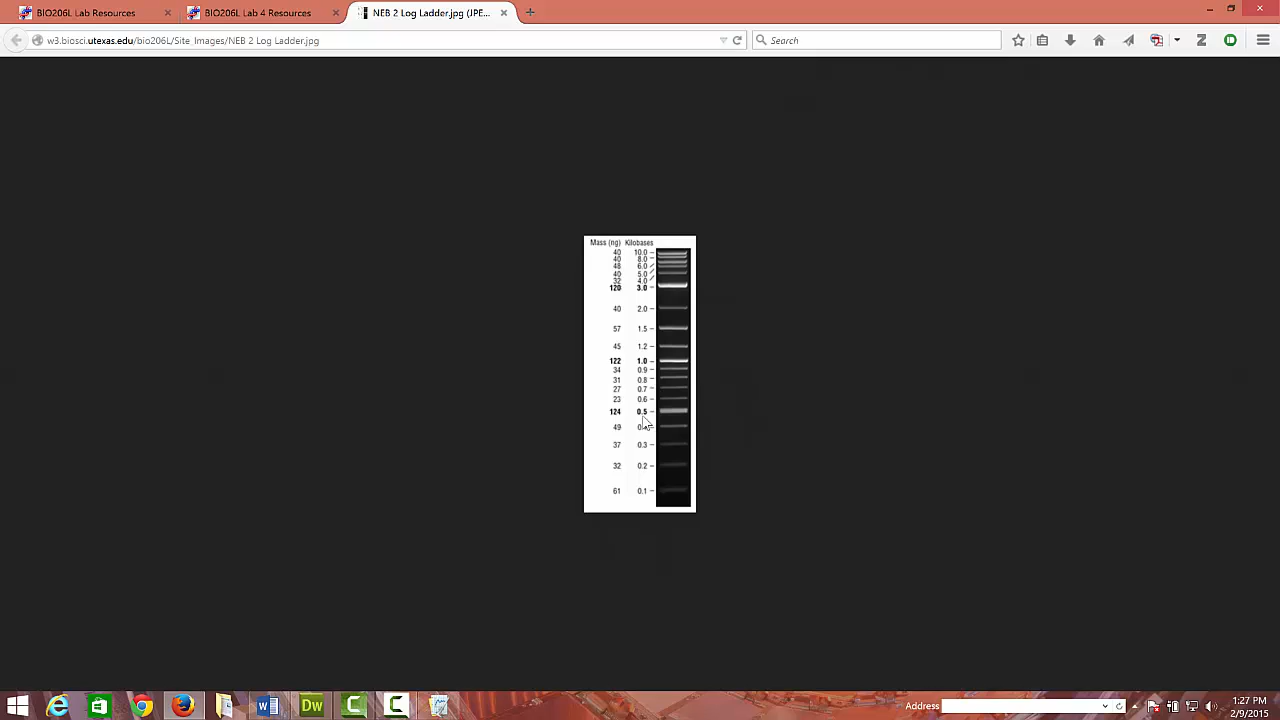 BIO206L Lab Resources
BIO206L Lab 4 Resources
NEB 2 Log Ladder.jpg (JPE...
w3.biosci.utexas.edu/bio206L/Site_Images/NEB 2 Log Ladder.jpg
Search
Mass (ng) Kilobases
40 10.0
40 8.0
48 6.0
40 5.0
32 4.0
120 3.0
40 2.0
57 1.5
45 1.2
122 1.0
34 0.9
31 0.8
27 0.7
23 0.6
124 0.5
49
37 0.3
32 0.2
61 0.1
Dw
Address
1:27 PM
2/9/2015